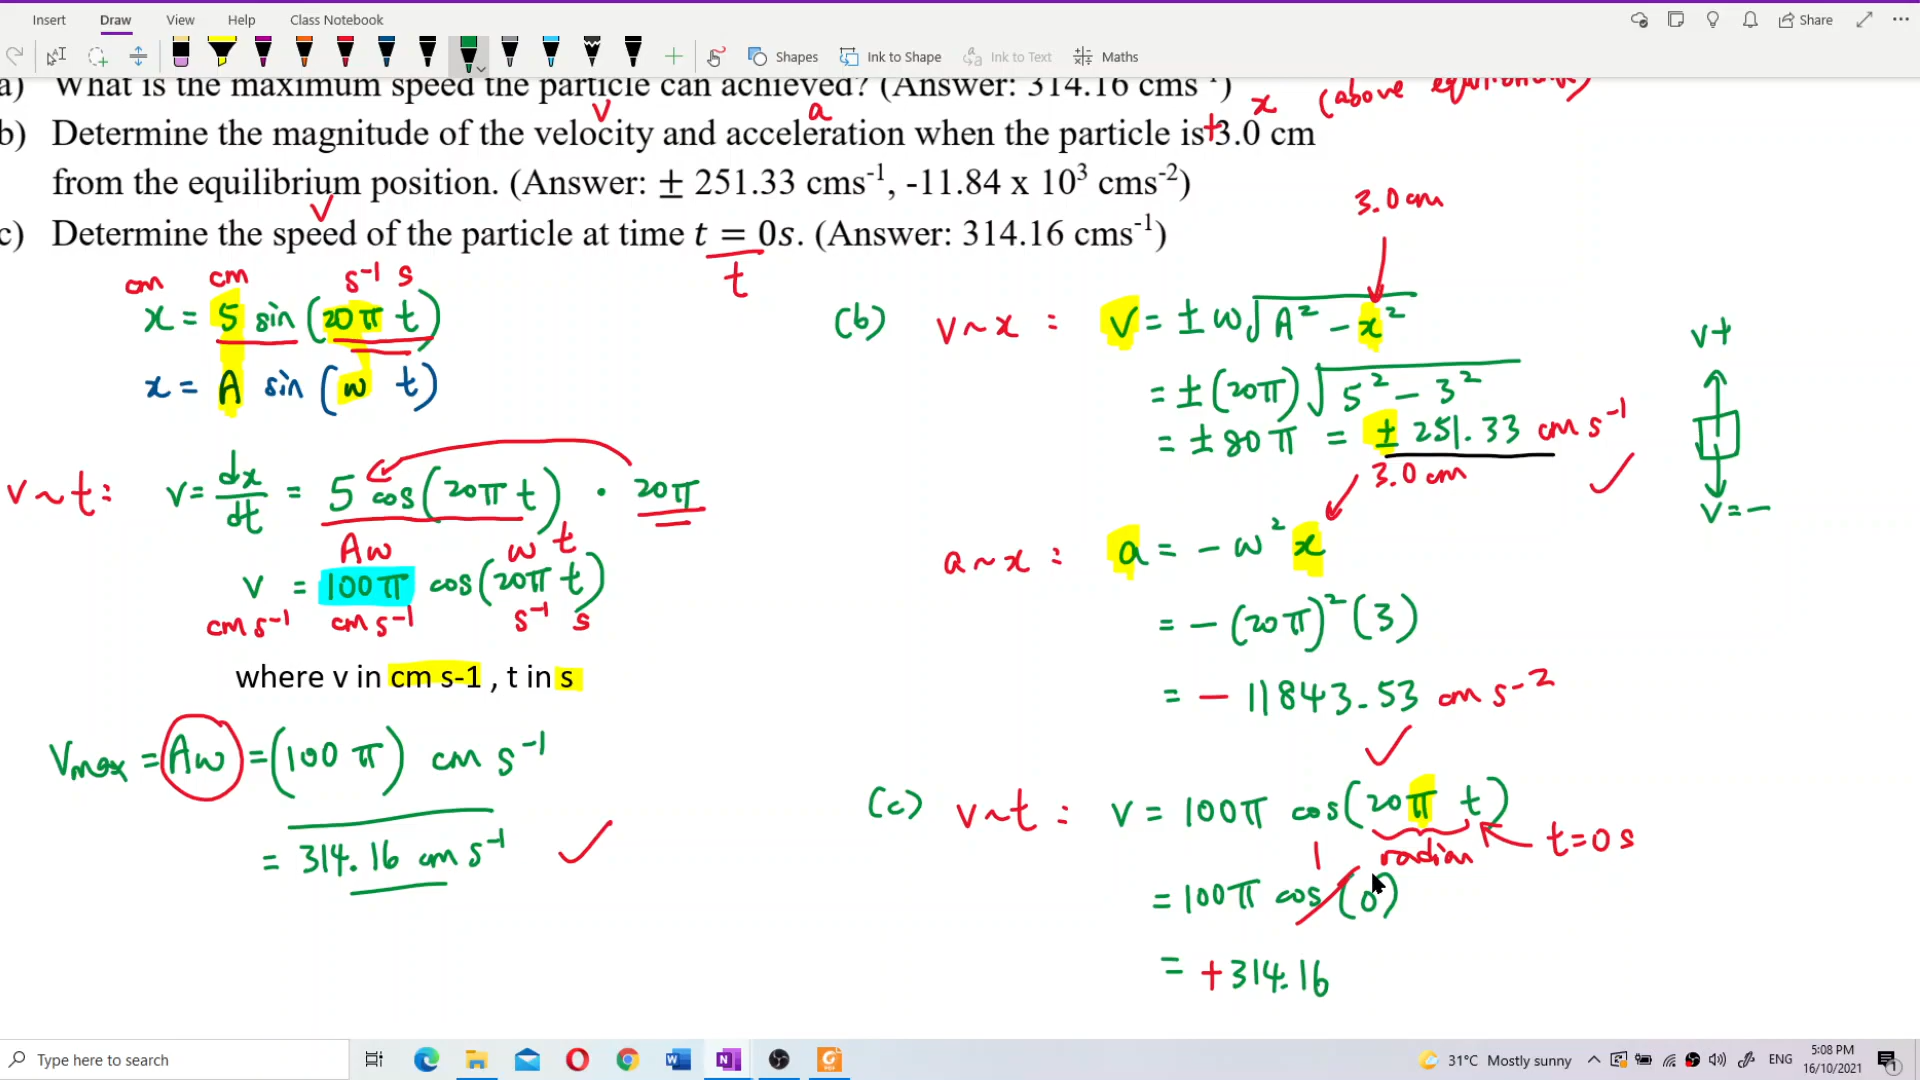 Insert Draw View Help Class Notebook Share
Shapes Ink to Shape Ink to Text Maths
a) What is the maximum speed the particle can achieved? (Answer: 314.16 cms⁻¹)
x (above equilibrium)
v a
b) Determine the magnitude of the velocity and acceleration when the particle is +3.0 cm
from the equilibrium position. (Answer: ± 251.33 cms⁻¹, -11.84 x 10³ cms⁻²)
v
c) Determine the speed of the particle at time t = 0s. (Answer: 314.16 cms⁻¹)
t
cm cm s⁻¹ s
x = 5 sin (20π t)
x = A sin (ω t)
v~t: v = dx/dt = 5 cos(20π t) · 20π
Aω ω t
v = 100π cos(20π t)
cm s⁻¹ cm s⁻¹ s⁻¹ s
where v in cm s-1 , t in s
Vmax = Aω = (100 π) cm s⁻¹
= 314.16 cm s⁻¹
3.0 cm
(b) v~x : v = ± ω√A² − x²
= ± (20π)√5² − 3²
= ± 80π = ± 251.33 cm s⁻¹
v+
v = −
3.0 cm
a~x : a = − ω² x
= − (20π)² (3)
= − 11843.53 cm s⁻²
(c) v~t : v = 100π cos(20π t)
radian t=0s
1
= 100π cos (0)
= +314.16
Type here to search
31°C Mostly sunny ENG 5:08 PM
16/10/2021